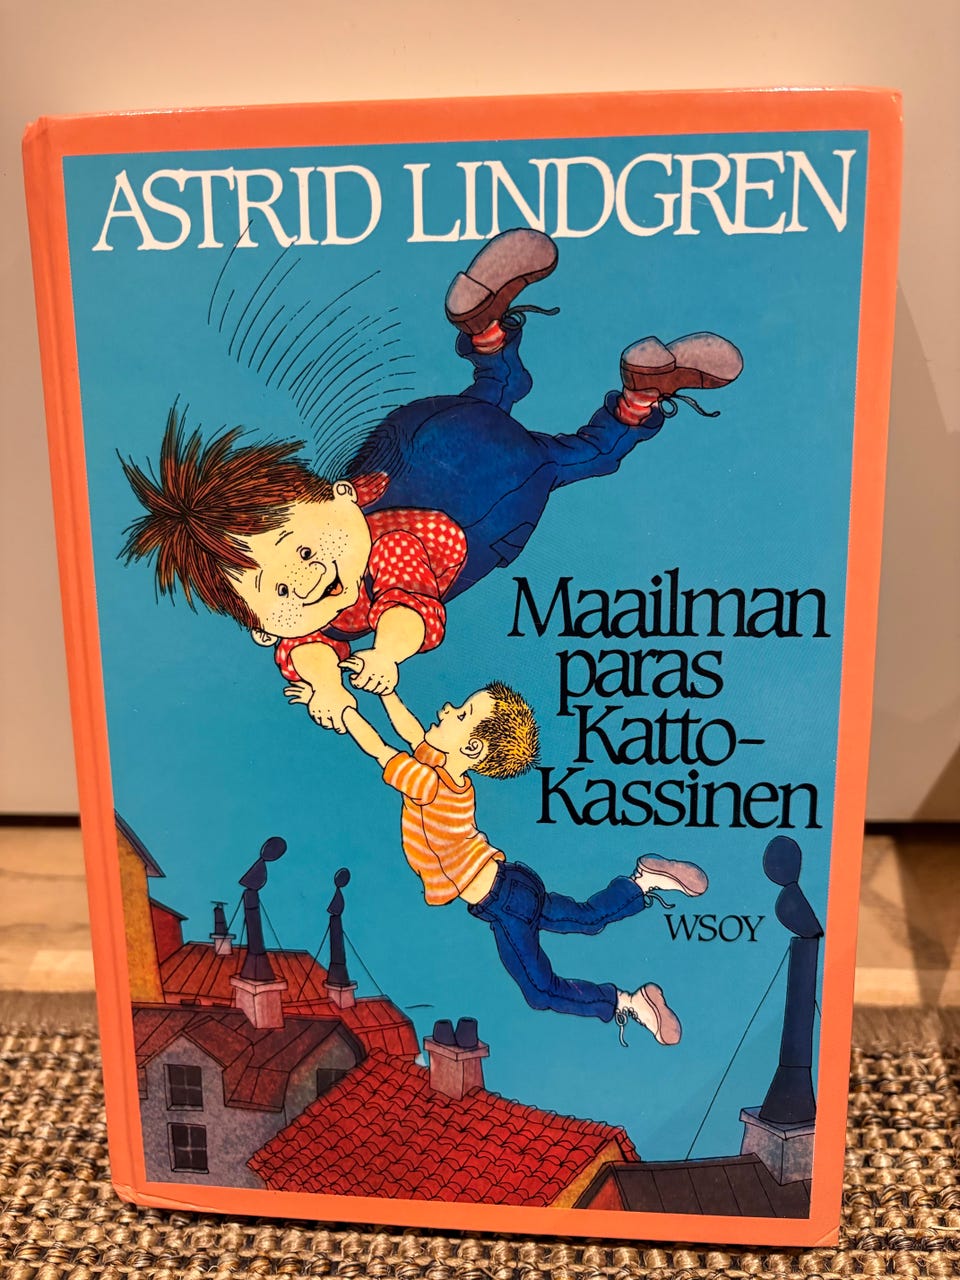 ASTRID LINDGREN
Maailman
paras
Katto-
Kassinen
WSOY